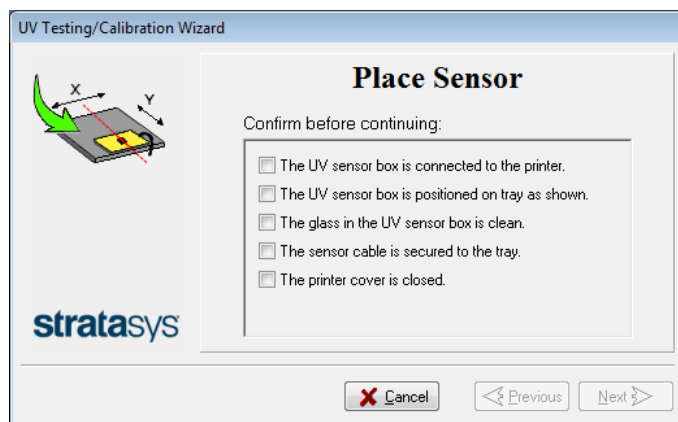 UV Testing/Calibration Wizard
X
Y
Place Sensor
Confirm before continuing:
The UV sensor box is connected to the printer.
The UV sensor box is positioned on tray as shown.
The glass in the UV sensor box is clean.
The sensor cable is secured to the tray.
The printer cover is closed.
stratasys
Cancel
Previous
Next